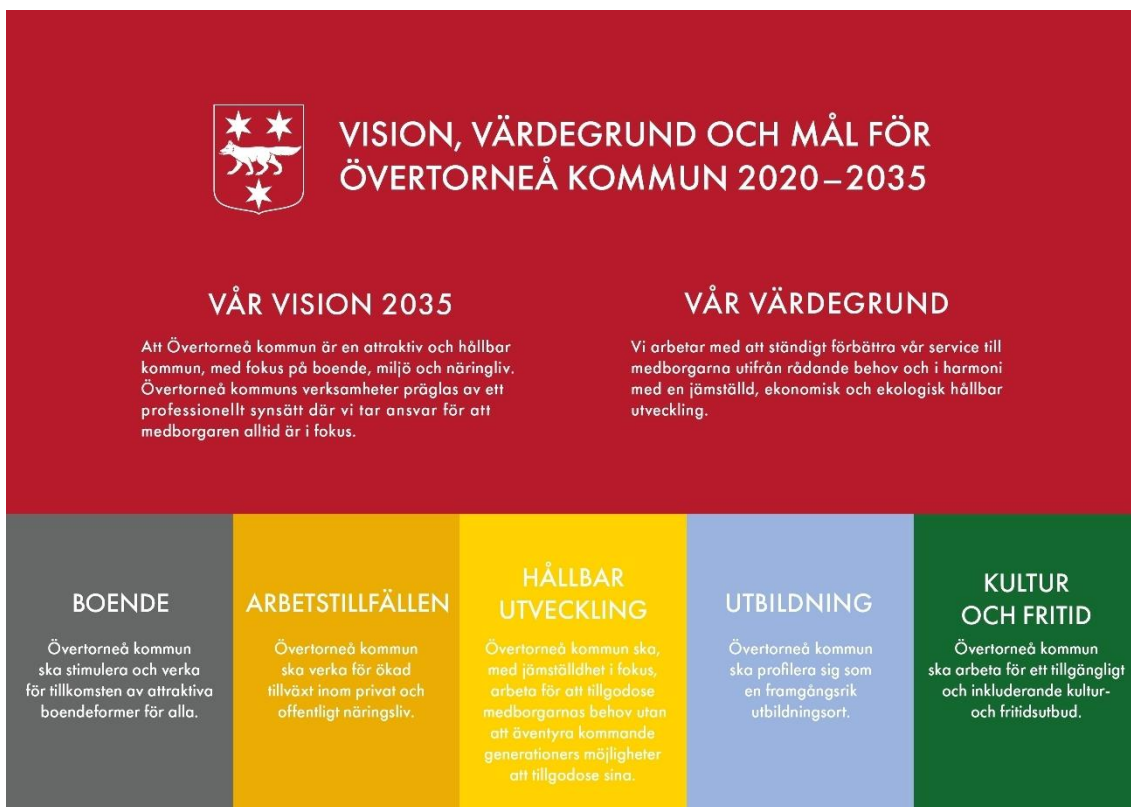 VISION, VÄRDEGRUND OCH MÅL FÖR
ÖVERTORNEÅ KOMMUN 2020–2035
VÅR VISION 2035
Att Övertorneå kommun är en attraktiv och hållbar
kommun, med fokus på boende, miljö och näringliv.
Övertorneå kommuns verksamheter präglas av ett
professionellt synsätt där vi tar ansvar för att
medborgaren alltid är i fokus.
VÅR VÄRDEGRUND
Vi arbetar med att ständigt förbättra vår service till
medborgarna utifrån rådande behov och i harmoni
med en jämställd, ekonomisk och ekologisk hållbar
utveckling.
BOENDE
Övertorneå kommun
ska stimulera och verka
för tillkomsten av attraktiva
boendeformer för alla.
ARBETSTILLFÄLLEN
Övertorneå kommun
ska verka för ökad
tillväxt inom privat och
offentligt näringsliv.
HÅLLBAR
UTVECKLING
Övertorneå kommun ska,
med jämställdhet i fokus,
arbeta för att tillgodose
medborgarnas behov utan
att äventyra kommande
generationers möjligheter
att tillgodose sina.
UTBILDNING
Övertorneå kommun
ska profilera sig som
en framgångsrik
utbildningsort.
KULTUR
OCH FRITID
Övertorneå kommun
ska arbeta för ett tillgängligt
och inkluderande kultur-
och fritidsutbud.